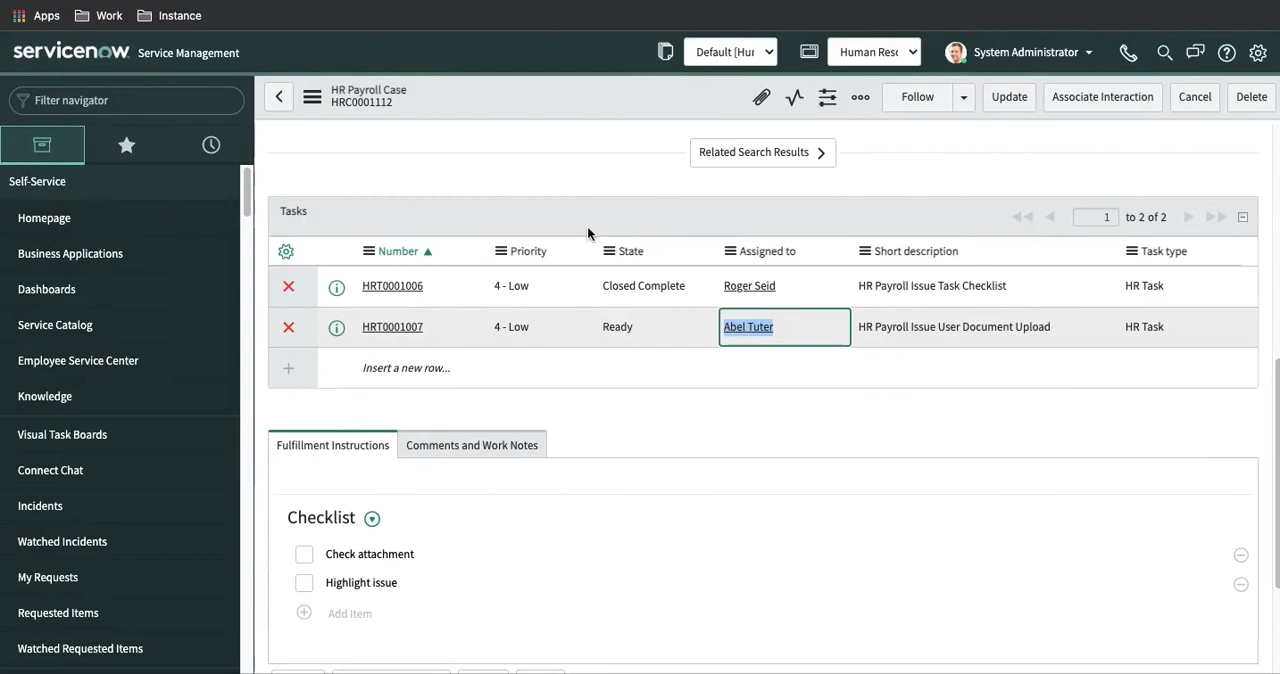 Apps Work Instance
servicenow Service Management Default [Hur Human Resc System Administrator
Filter navigator
HR Payroll Case
HRC0001112
Follow Update Associate Interaction Cancel Delete
Self-Service
Homepage
Business Applications
Dashboards
Service Catalog
Employee Service Center
Knowledge
Visual Task Boards
Connect Chat
Incidents
Watched Incidents
My Requests
Requested Items
Watched Requested Items
Related Search Results
Tasks 1 to 2 of 2
Number Priority State Assigned to Short description Task type
HRT0001006 4 - Low Closed Complete Roger Seid HR Payroll Issue Task Checklist HR Task
HRT0001007 4 - Low Ready Abel Tuter HR Payroll Issue User Document Upload HR Task
Insert a new row...
Fulfillment Instructions Comments and Work Notes
Checklist
Check attachment
Highlight issue
Add Item